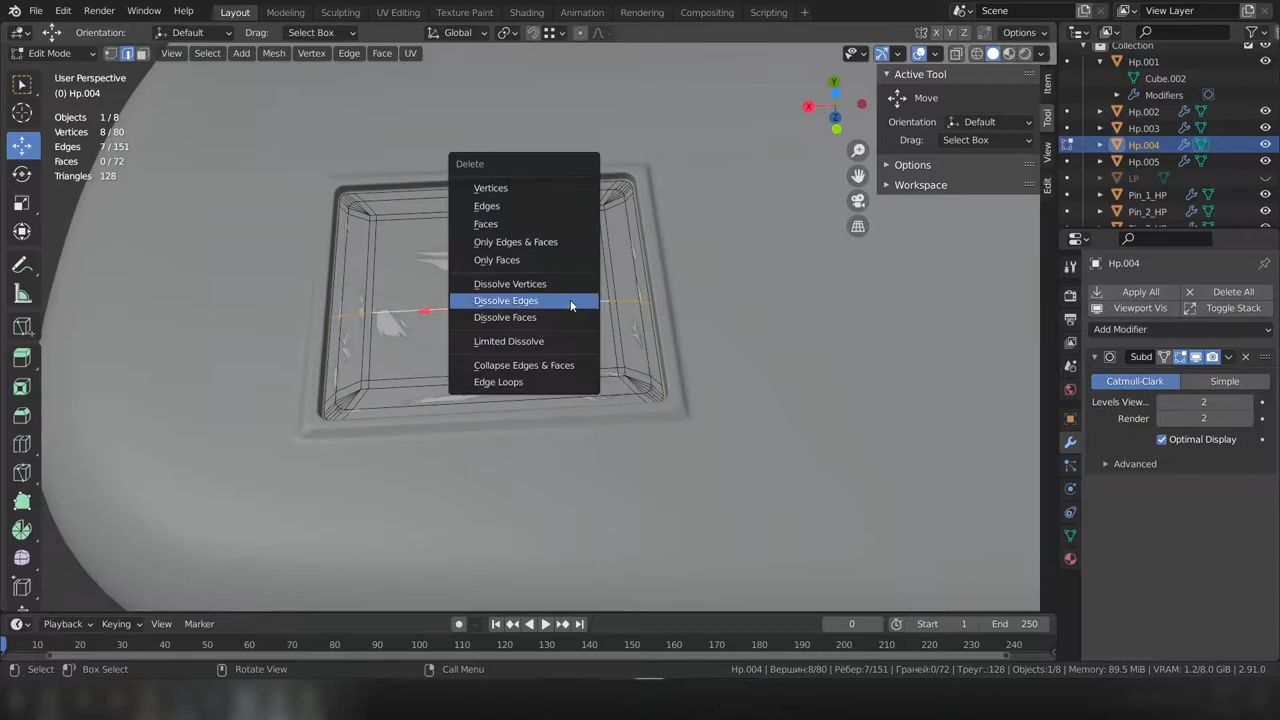 File Edit Render Window Help Layout Modeling Sculpting UV Editing Texture Paint Shading Animation Rendering Compositing Scripting + Scene View Layer
Orientation: Default Drag: Select Box Global X Y Z Options
Edit Mode View Select Add Mesh Vertex Edge Face UV
User Perspective
(0) Hp.004
Objects 1 / 8
Vertices 8 / 80
Edges 7 / 151
Faces 0 / 72
Triangles 128
Delete
Vertices
Edges
Faces
Only Edges & Faces
Only Faces
Dissolve Vertices
Dissolve Edges
Dissolve Faces
Limited Dissolve
Collapse Edges & Faces
Edge Loops
Y
X
Z
Active Tool
Move
Orientation Default
Drag: Select Box
Options
Workspace
Item
Tool
View
Edit
Collection
Hp.001
Cube.002
Modifiers
Hp.002
Hp.003
Hp.004
Hp.005
LP
Pin_1_HP
Pin_2_HP
Hp.004
Apply All Delete All
Viewport Vis Toggle Stack
Add Modifier
Subd
Catmull-Clark Simple
Levels View... 2
Render 2
Optimal Display
Advanced
Playback Keying View Marker 0 Start 1 End 250
10 20 30 40 50 60 70 80 90 100 110 120 130 140 150 160 170 180 190 200 210 220 230 240
Select Box Select Rotate View Call Menu Hp.004 | Вершин:8/80 | Рёбер:7/151 | Граней:0/72 | Треуг.:128 | Objects:1/8 | Memory: 89.5 MiB | VRAM: 1.2/8.0 GiB | 2.91.0